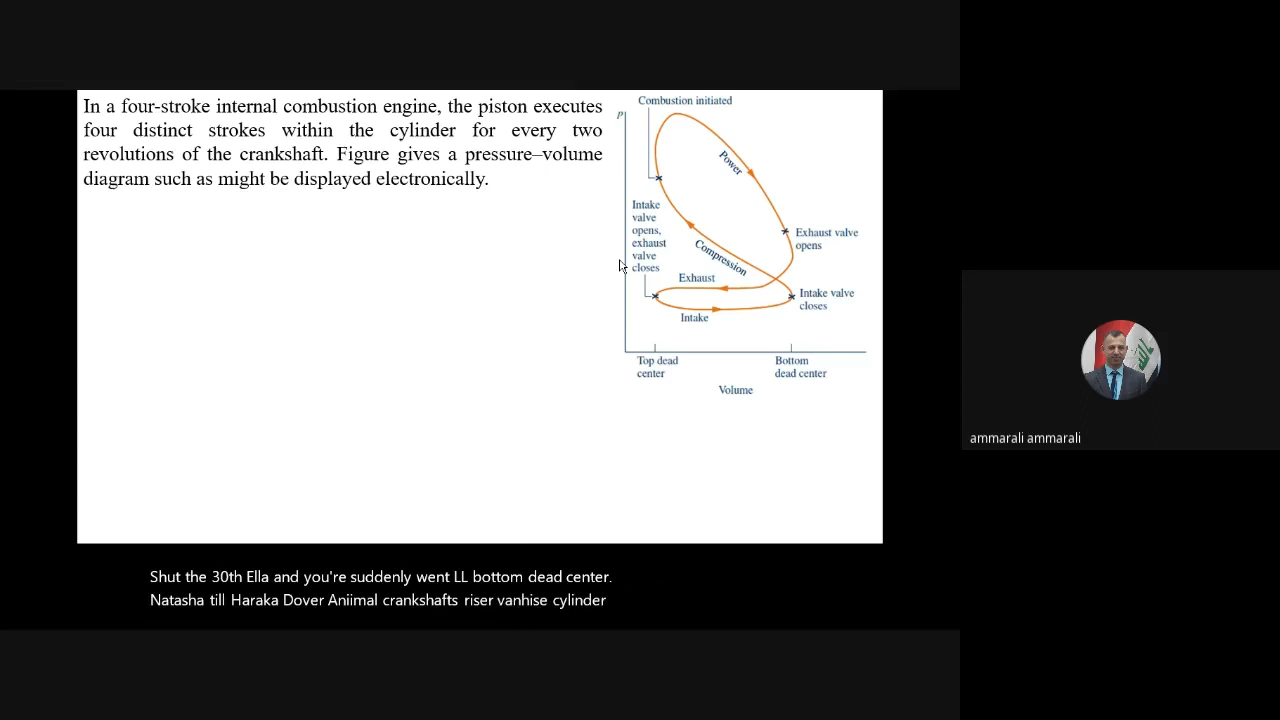 In a four-stroke internal combustion engine, the piston executes
four distinct strokes within the cylinder for every two
revolutions of the crankshaft. Figure gives a pressure–volume
diagram such as might be displayed electronically.
Combustion initiated
p
Power
Intake
valve
opens,
exhaust
valve
closes
Exhaust valve
opens
Compression
Exhaust
Intake valve
closes
Intake
Top dead
center
Bottom
dead center
Volume
ammarali ammarali
Shut the 30th Ella and you're suddenly went LL bottom dead center.
Natasha till Haraka Dover Aniimal crankshafts riser vanhise cylinder